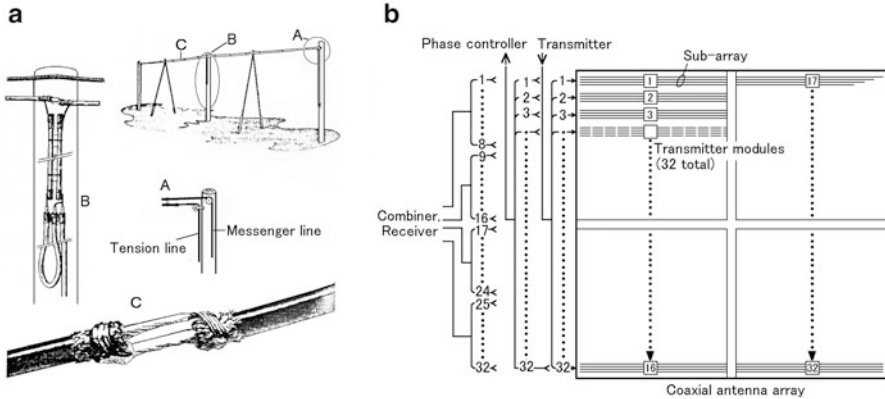 a
A
B
C
B
A
Messenger line
Tension line
C
b
Phase controller
Transmitter
Sub-array
1
1
1
1
17
2
2
2
3
3
3
8
9
Transmitter modules
(32 total)
Combiner,
Receiver
16
17
24
25
32
32
32
16
32
Coaxial antenna array